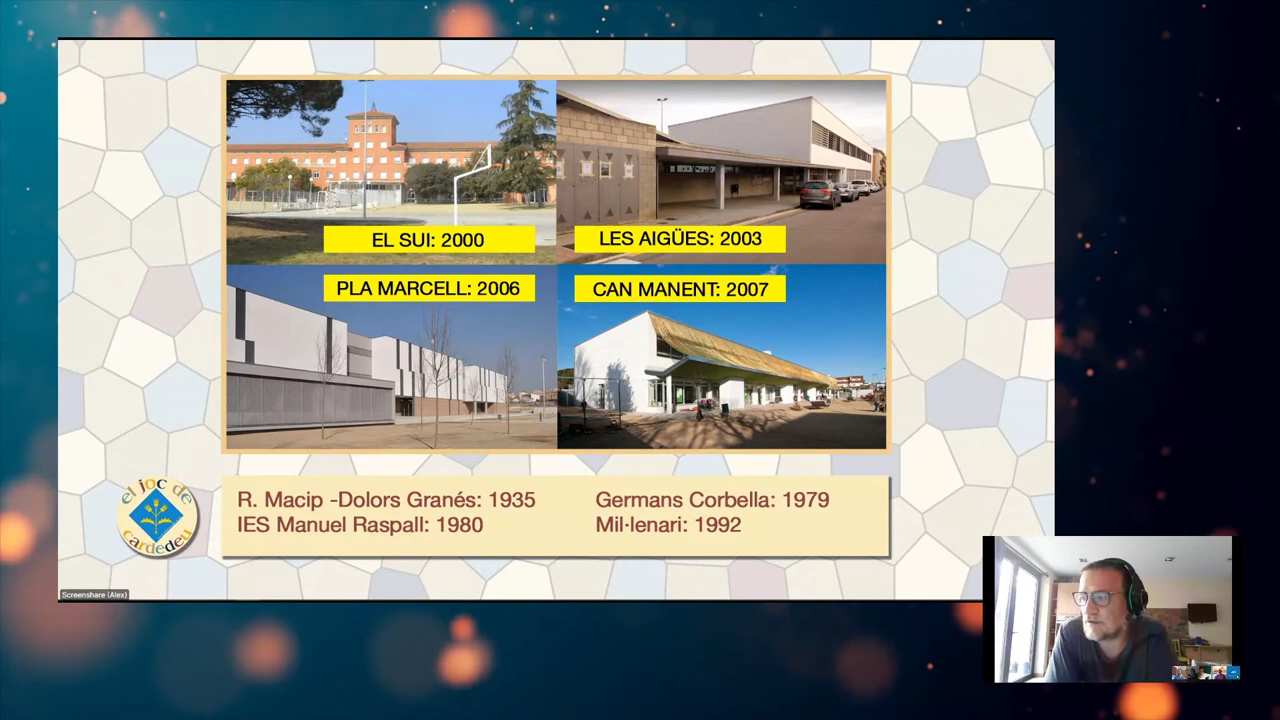 EL SUI: 2000
LES AIGÜES: 2003
PLA MARCELL: 2006
CAN MANENT: 2007
el joc de
cardedeu
R. Macip -Dolors Granés: 1935
IES Manuel Raspall: 1980
Germans Corbella: 1979
Mil·lenari: 1992
Screenshare (Alex)